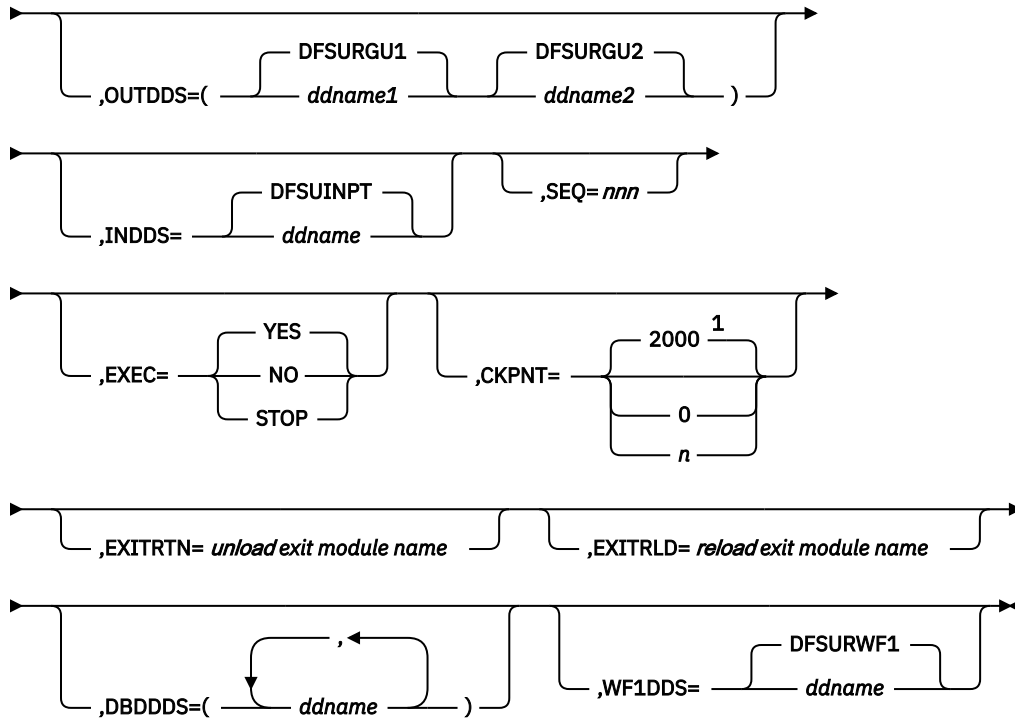 DFSURGU1 DFSURGU2
,OUTDDS=( ddname1 ddname2 )
DFSUINPT ,SEQ= nnn
,INDDS= ddname
YES 2000 1
,EXEC= NO ,CKPNT=
STOP 0
n
,EXITRTN= unload exit module name ,EXITRLD= reload exit module name
, DFSURWF1
,DBDDDS=( ddname ) ,WF1DDS= ddname